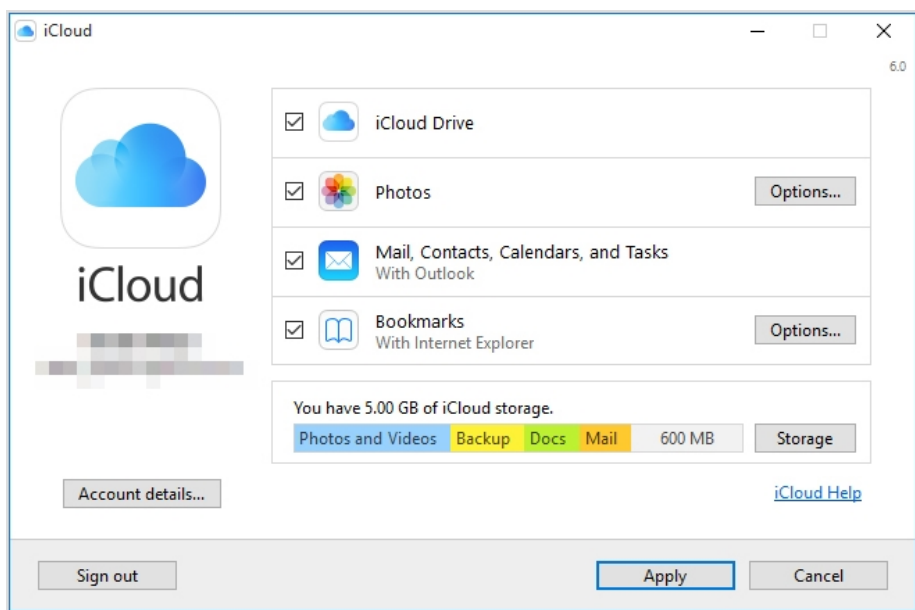 iCloud
6.0
iCloud Drive
Photos
Options...
Mail, Contacts, Calendars, and Tasks
With Outlook
iCloud
Bookmarks
With Internet Explorer
Options...
You have 5.00 GB of iCloud storage.
Photos and Videos Backup Docs Mail 600 MB
Storage
Account details...
iCloud Help
Sign out
Apply
Cancel